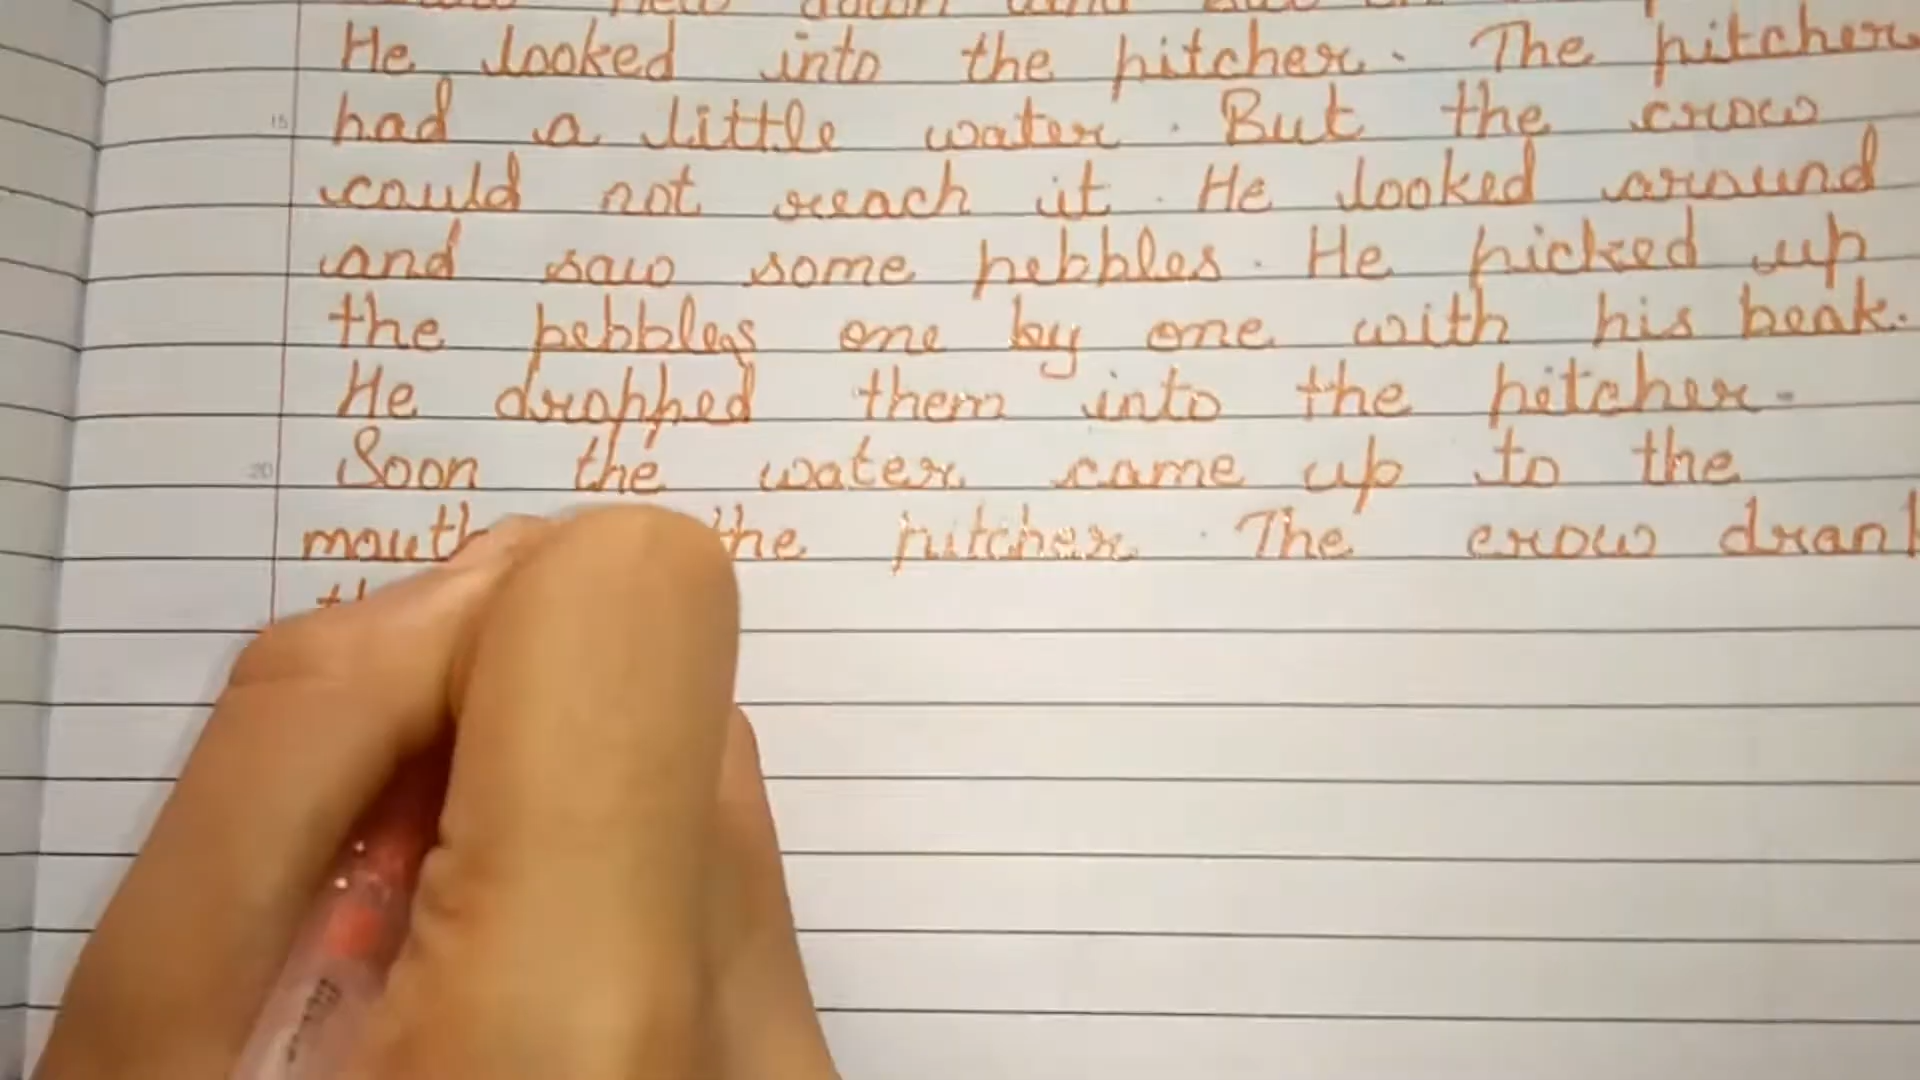 He looked into the pitcher. The pitcher
15 had a little water. But the crow
could not reach it. He looked around
and saw some pebbles. He picked up
the pebbles one by one with his beak.
He dropped them into the pitcher.
20 Soon the water came up to the
mouth the pitcher. The crow drank